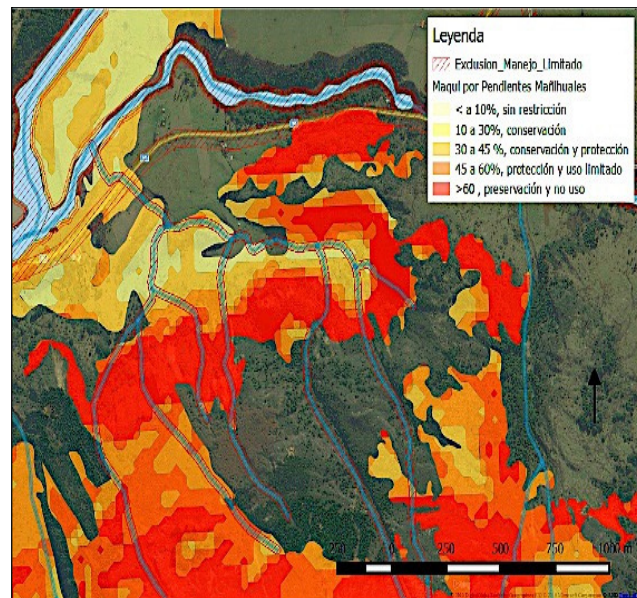 Leyenda
Exclusion_Manejo_Limitado
Maqui por Pendientes Mañihuales
< a 10%, sin restricción
10 a 30%, conservación
30 a 45 %, conservación y protección
45 a 60%, protección y uso limitado
>60 , preservación y no uso
250 0 250 500 750 1000 m